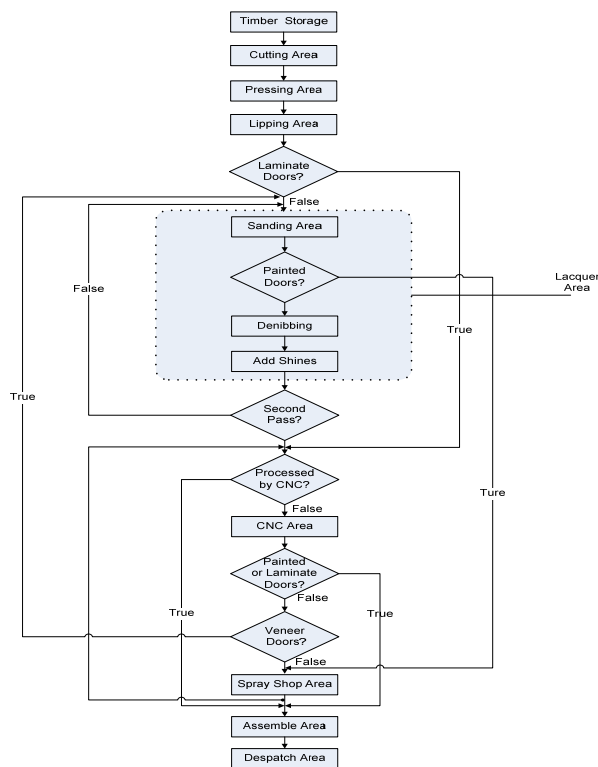 Timber Storage
Cutting Area
Pressing Area
Lipping Area
Laminate
Doors?
False
Sanding Area
Painted
Doors?
Lacquer
Area
False
Denibbing
True
Add Shines
True
Second
Pass?
Processed
by CNC?
Ture
False
CNC Area
Painted
or Laminate
Doors?
False
True
True
Veneer
Doors?
False
Spray Shop Area
Assemble Area
Despatch Area